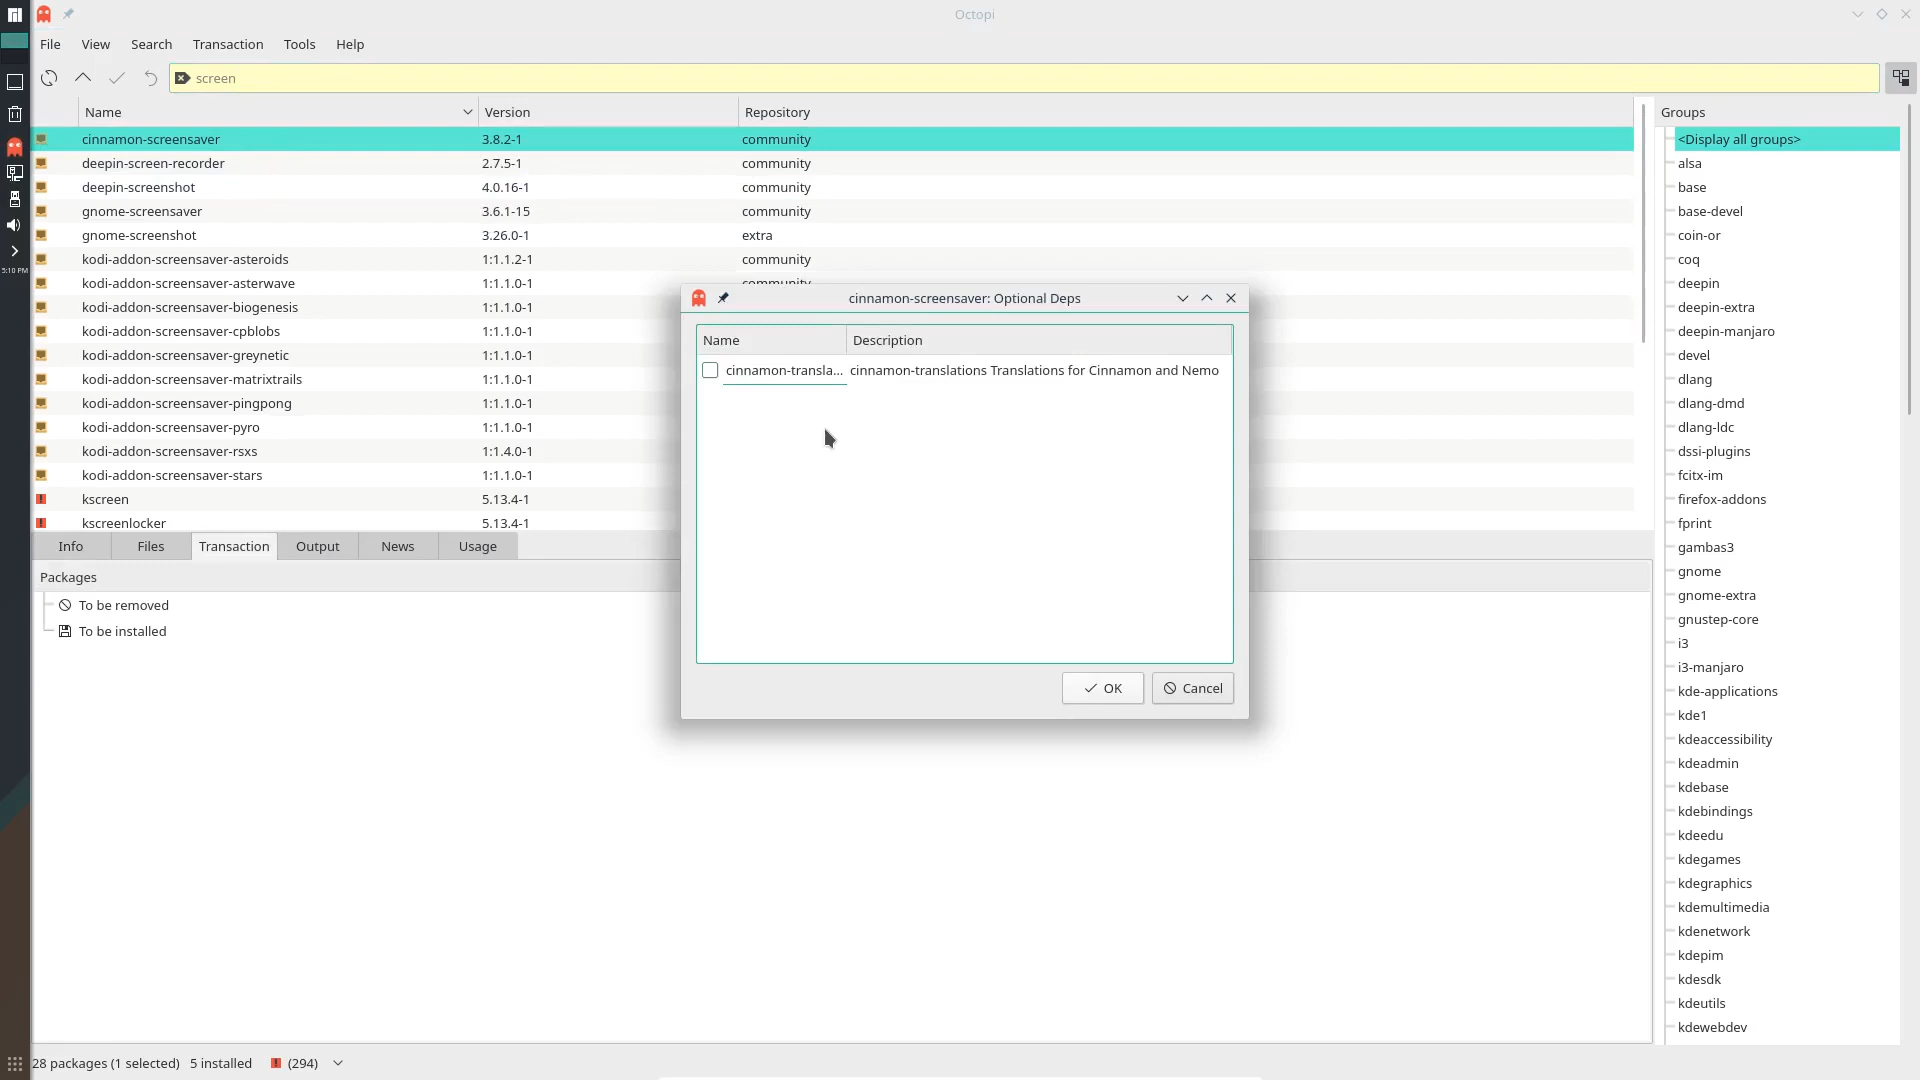 Octopi
File View Search Transaction Tools Help
screen
Name Version Repository
cinnamon-screensaver 3.8.2-1 community
deepin-screen-recorder 2.7.5-1 community
deepin-screenshot 4.0.16-1 community
gnome-screensaver 3.6.1-15 community
gnome-screenshot 3.26.0-1 extra
kodi-addon-screensaver-asteroids 1:1.1.2-1 community
kodi-addon-screensaver-asterwave 1:1.1.0-1 community
kodi-addon-screensaver-biogenesis 1:1.1.0-1
kodi-addon-screensaver-cpblobs 1:1.1.0-1
kodi-addon-screensaver-greynetic 1:1.1.0-1
kodi-addon-screensaver-matrixtrails 1:1.1.0-1
kodi-addon-screensaver-pingpong 1:1.1.0-1
kodi-addon-screensaver-pyro 1:1.1.0-1
kodi-addon-screensaver-rsxs 1:1.4.0-1
kodi-addon-screensaver-stars 1:1.1.0-1
kscreen 5.13.4-1
kscreenlocker 5.13.4-1
5:10 PM
cinnamon-screensaver: Optional Deps
Name Description
cinnamon-transla... cinnamon-translations Translations for Cinnamon and Nemo
OK Cancel
Info Files Transaction Output News Usage
Packages
To be removed
To be installed
Groups
<Display all groups>
alsa
base
base-devel
coin-or
coq
deepin
deepin-extra
deepin-manjaro
devel
dlang
dlang-dmd
dlang-ldc
dssi-plugins
fcitx-im
firefox-addons
fprint
gambas3
gnome
gnome-extra
gnustep-core
i3
i3-manjaro
kde-applications
kde1
kdeaccessibility
kdeadmin
kdebase
kdebindings
kdeedu
kdegames
kdegraphics
kdemultimedia
kdenetwork
kdepim
kdesdk
kdeutils
kdewebdev
28 packages (1 selected) 5 installed (294)